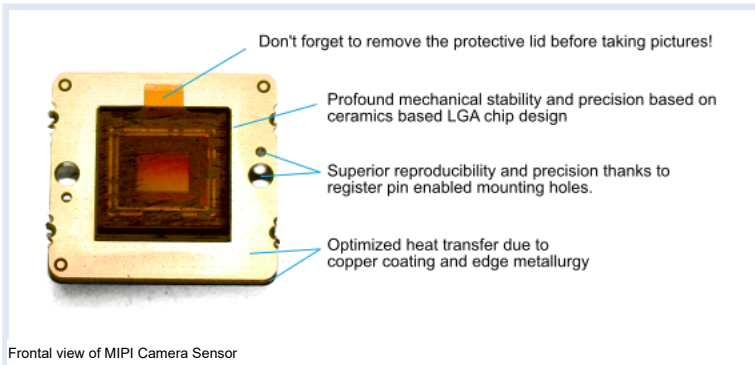 Don't forget to remove the protective lid before taking pictures!
Profound mechanical stability and precision based on
ceramics based LGA chip design
Superior reproducibility and precision thanks to
register pin enabled mounting holes.
Optimized heat transfer due to
copper coating and edge metallurgy
Frontal view of MIPI Camera Sensor